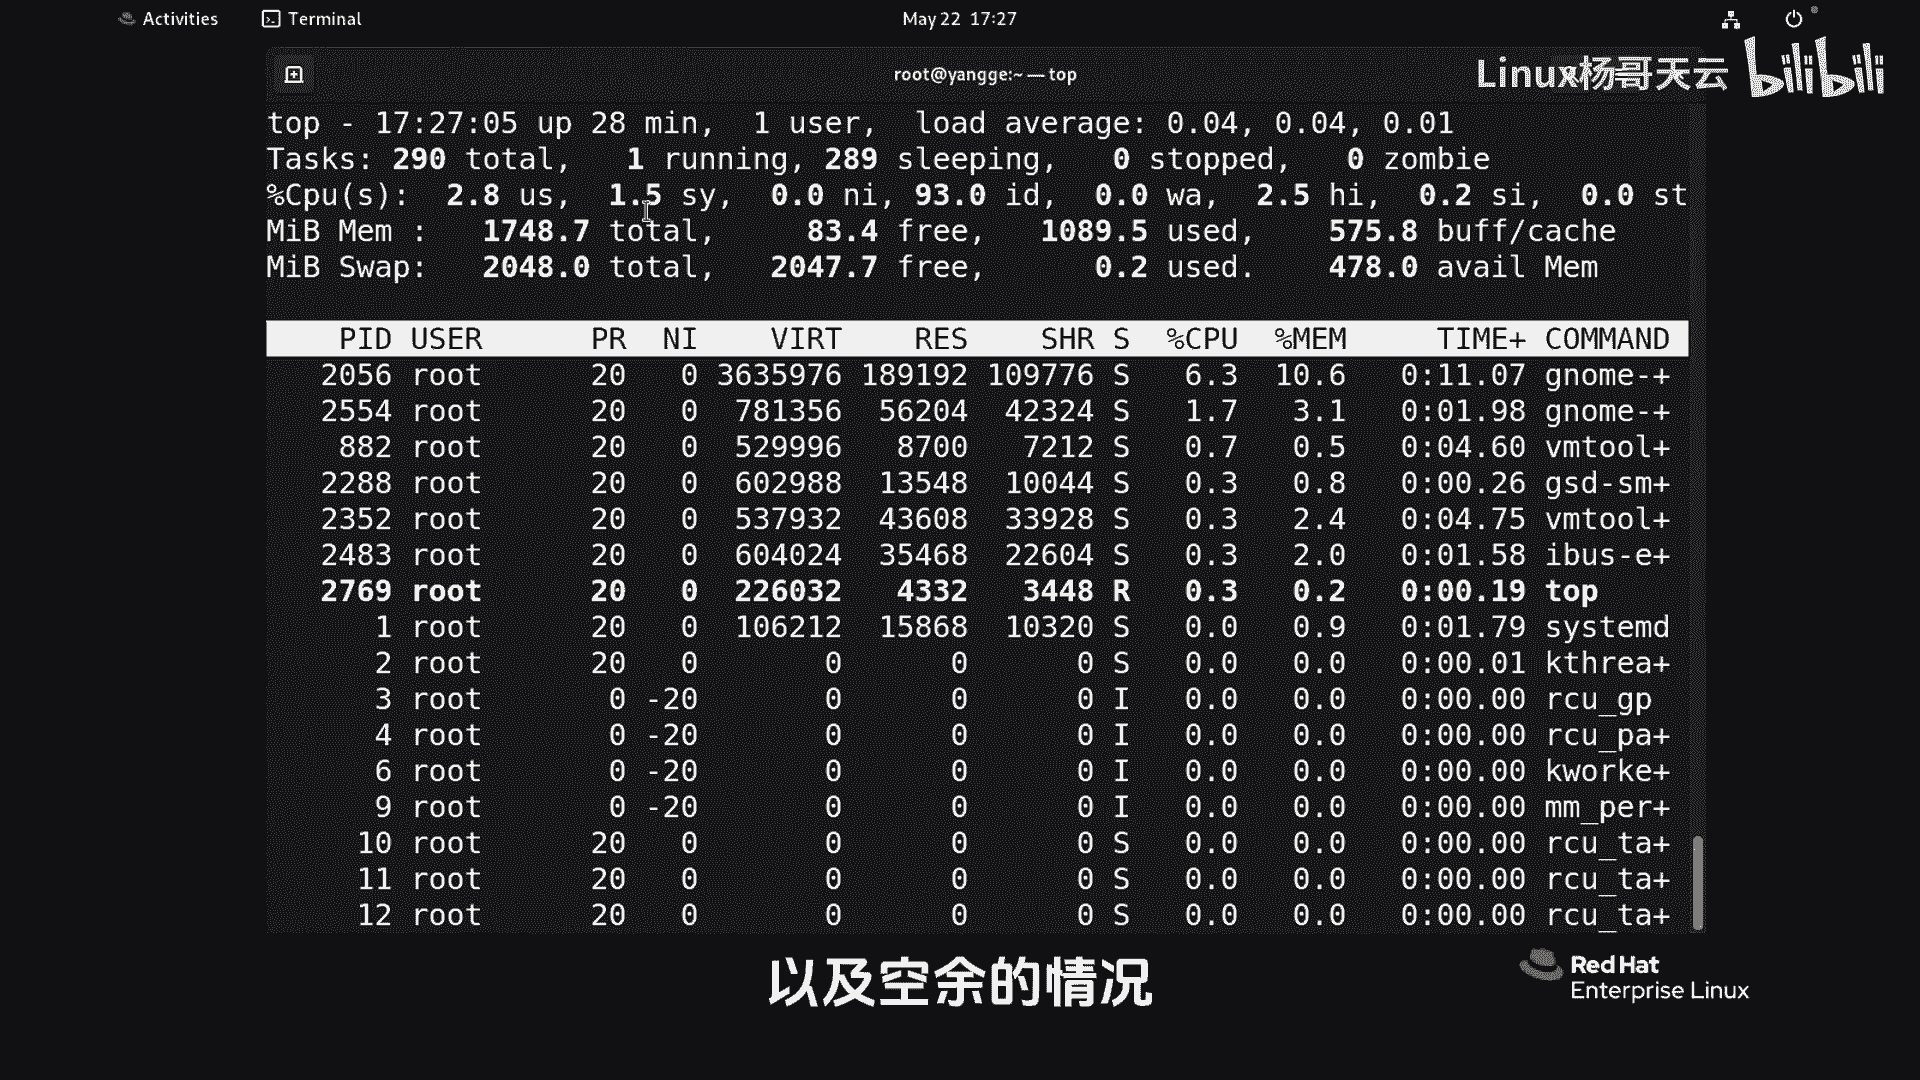 Activities Terminal May 22 17:27
root@yangge:~ — top
Linux杨哥天云 bilibili
top - 17:27:05 up 28 min, 1 user, load average: 0.04, 0.04, 0.01
Tasks: 290 total, 1 running, 289 sleeping, 0 stopped, 0 zombie
%Cpu(s): 2.8 us, 1.5 sy, 0.0 ni, 93.0 id, 0.0 wa, 2.5 hi, 0.2 si, 0.0 st
MiB Mem : 1748.7 total, 83.4 free, 1089.5 used, 575.8 buff/cache
MiB Swap: 2048.0 total, 2047.7 free, 0.2 used. 478.0 avail Mem
PID USER PR NI VIRT RES SHR S %CPU %MEM TIME+ COMMAND
2056 root 20 0 3635976 189192 109776 S 6.3 10.6 0:11.07 gnome-+
2554 root 20 0 781356 56204 42324 S 1.7 3.1 0:01.98 gnome-+
882 root 20 0 529996 8700 7212 S 0.7 0.5 0:04.60 vmtool+
2288 root 20 0 602988 13548 10044 S 0.3 0.8 0:00.26 gsd-sm+
2352 root 20 0 537932 43608 33928 S 0.3 2.4 0:04.75 vmtool+
2483 root 20 0 604024 35468 22604 S 0.3 2.0 0:01.58 ibus-e+
2769 root 20 0 226032 4332 3448 R 0.3 0.2 0:00.19 top
1 root 20 0 106212 15868 10320 S 0.0 0.9 0:01.79 systemd
2 root 20 0 0 0 0 S 0.0 0.0 0:00.01 kthrea+
3 root 0 -20 0 0 0 I 0.0 0.0 0:00.00 rcu_gp
4 root 0 -20 0 0 0 I 0.0 0.0 0:00.00 rcu_pa+
6 root 0 -20 0 0 0 I 0.0 0.0 0:00.00 kworke+
9 root 0 -20 0 0 0 I 0.0 0.0 0:00.00 mm_per+
10 root 20 0 0 0 0 S 0.0 0.0 0:00.00 rcu_ta+
11 root 20 0 0 0 0 S 0.0 0.0 0:00.00 rcu_ta+
12 root 20 0 0 0 0 S 0.0 0.0 0:00.00 rcu_ta+
以及空余的情况
Red Hat
Enterprise Linux